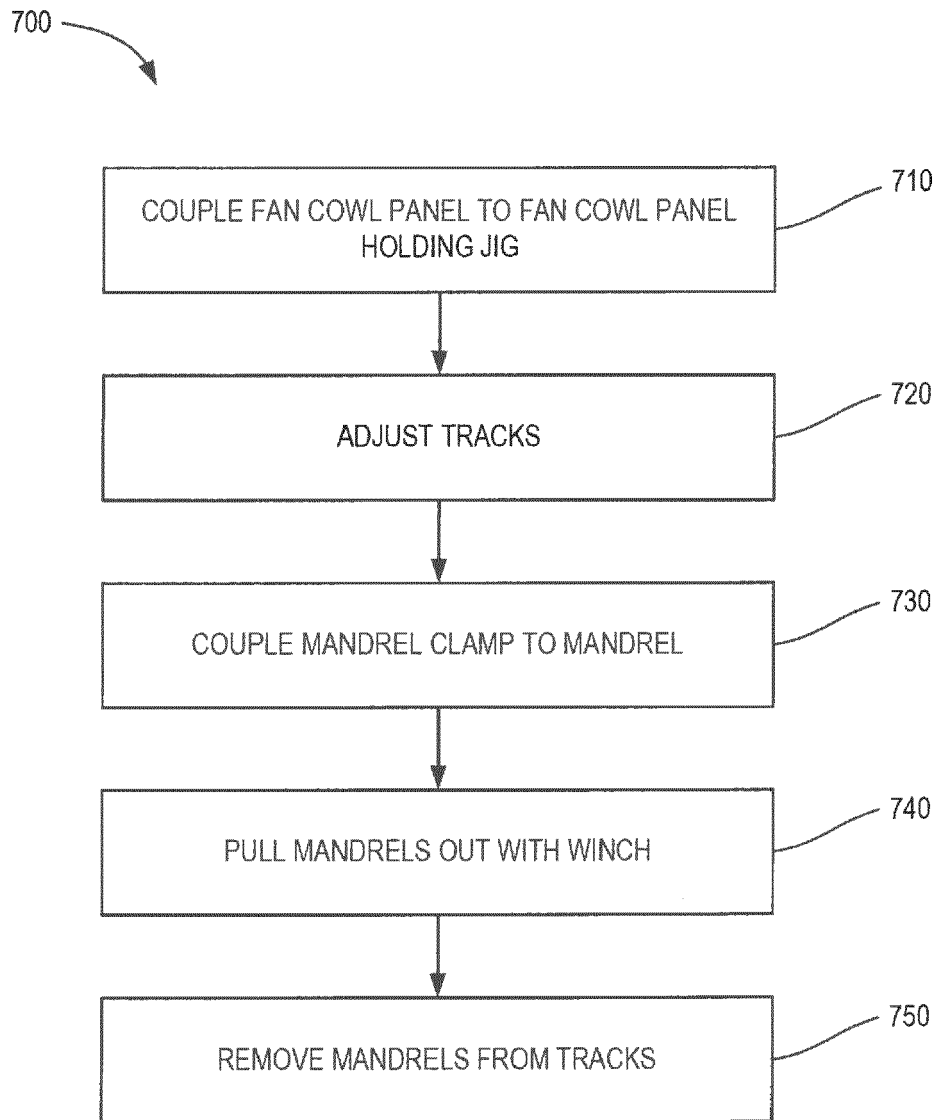 700
COUPLE FAN COWL PANEL TO FAN COWL PANEL
HOLDING JIG
710
ADJUST TRACKS
720
COUPLE MANDREL CLAMP TO MANDREL
730
PULL MANDRELS OUT WITH WINCH
740
REMOVE MANDRELS FROM TRACKS
750